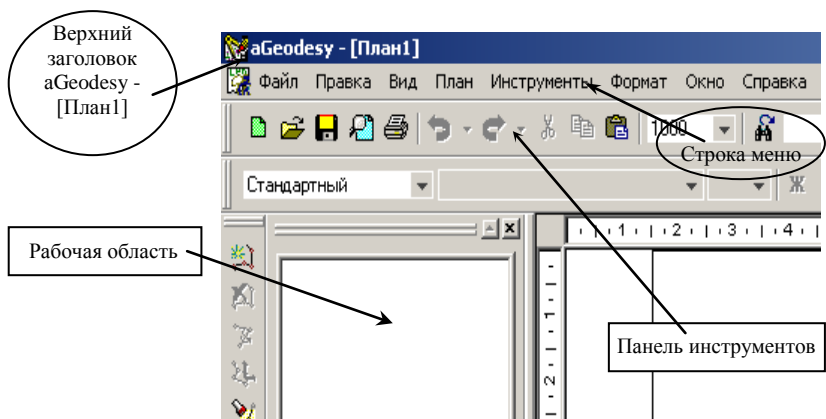 Верхний
заголовок
aGeodesy -
[План1]
aGeodesy - [План1]
Файл Правка Вид План Инструменты Формат Окно Справка
1000
Строка меню
Стандартный
Ж
1 2 3 4
Рабочая область
1
Панель инструментов
2